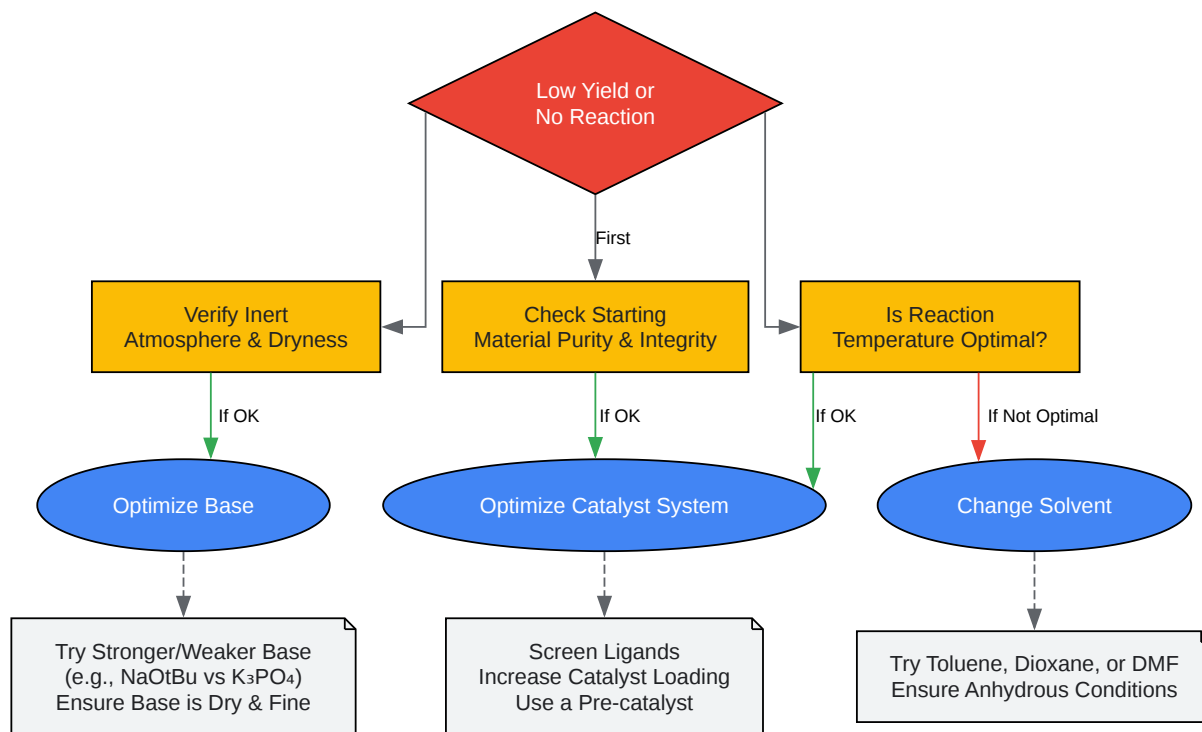 Low Yield or
No Reaction
First
Verify Inert
Atmosphere & Dryness
Check Starting
Material Purity & Integrity
Is Reaction
Temperature Optimal?
If OK
If OK
If OK
If Not Optimal
Optimize Base
Optimize Catalyst System
Change Solvent
Try Stronger/Weaker Base
(e.g., NaOtBu vs K₃PO₄)
Ensure Base is Dry & Fine
Screen Ligands
Increase Catalyst Loading
Use a Pre-catalyst
Try Toluene, Dioxane, or DMF
Ensure Anhydrous Conditions